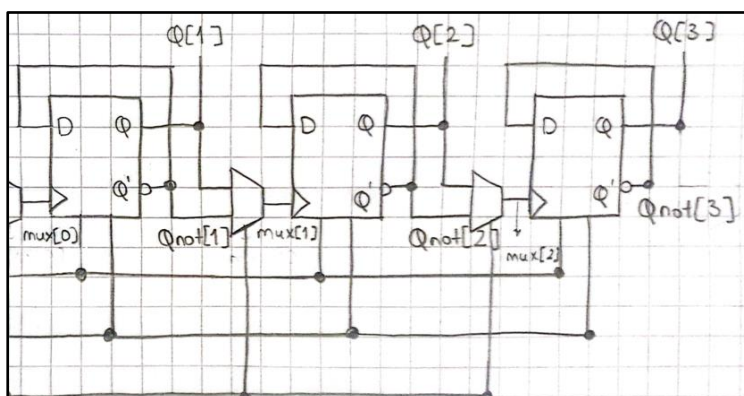 Q[1]
Q[2]
Q[3]
D
Q
Q'
D
Q
Q'
D
Q
Q'
mux[0]
Qnot[1]
mux[1]
Qnot[2]
mux[2]
Qnot[3]